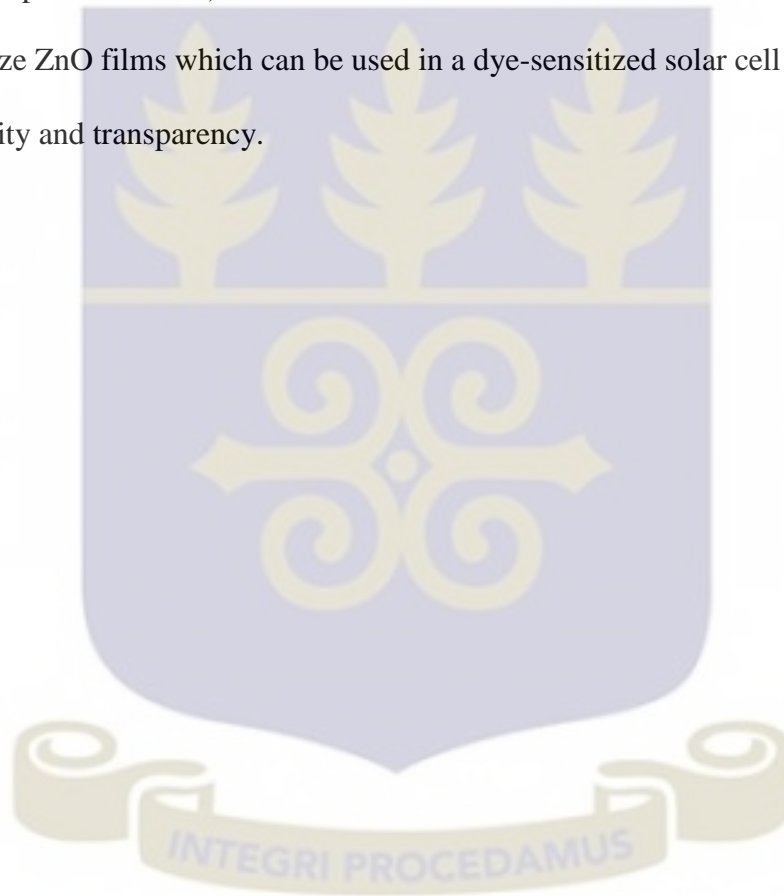 ze ZnO films which can be used in a dye-sensitized solar cell
ity and transparency.
INTEGRI PROCEDAMUS